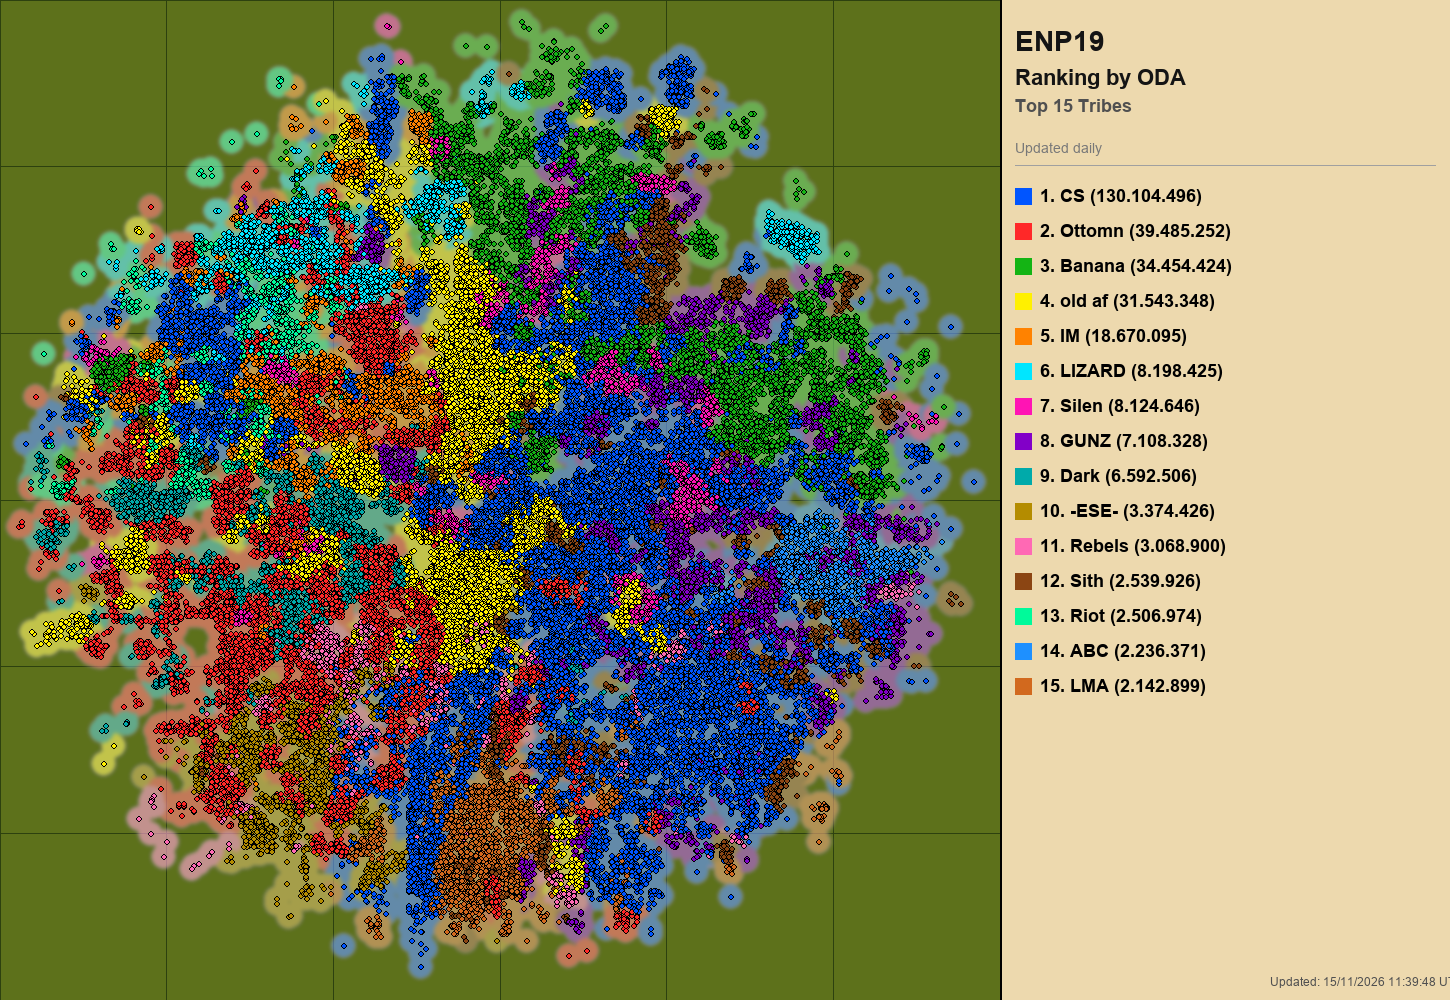 ENP19
Ranking by ODA
Top 15 Tribes
Updated daily
1. CS (130.104.496)
2. Ottomn (39.485.252)
3. Banana (34.454.424)
4. old af (31.543.348)
5. IM (18.670.095)
6. LIZARD (8.198.425)
7. Silen (8.124.646)
8. GUNZ (7.108.328)
9. Dark (6.592.506)
10. -ESE- (3.374.426)
11. Rebels (3.068.900)
12. Sith (2.539.926)
13. Riot (2.506.974)
14. ABC (2.236.371)
15. LMA (2.142.899)
Updated: 15/11/2026 11:39:48 U